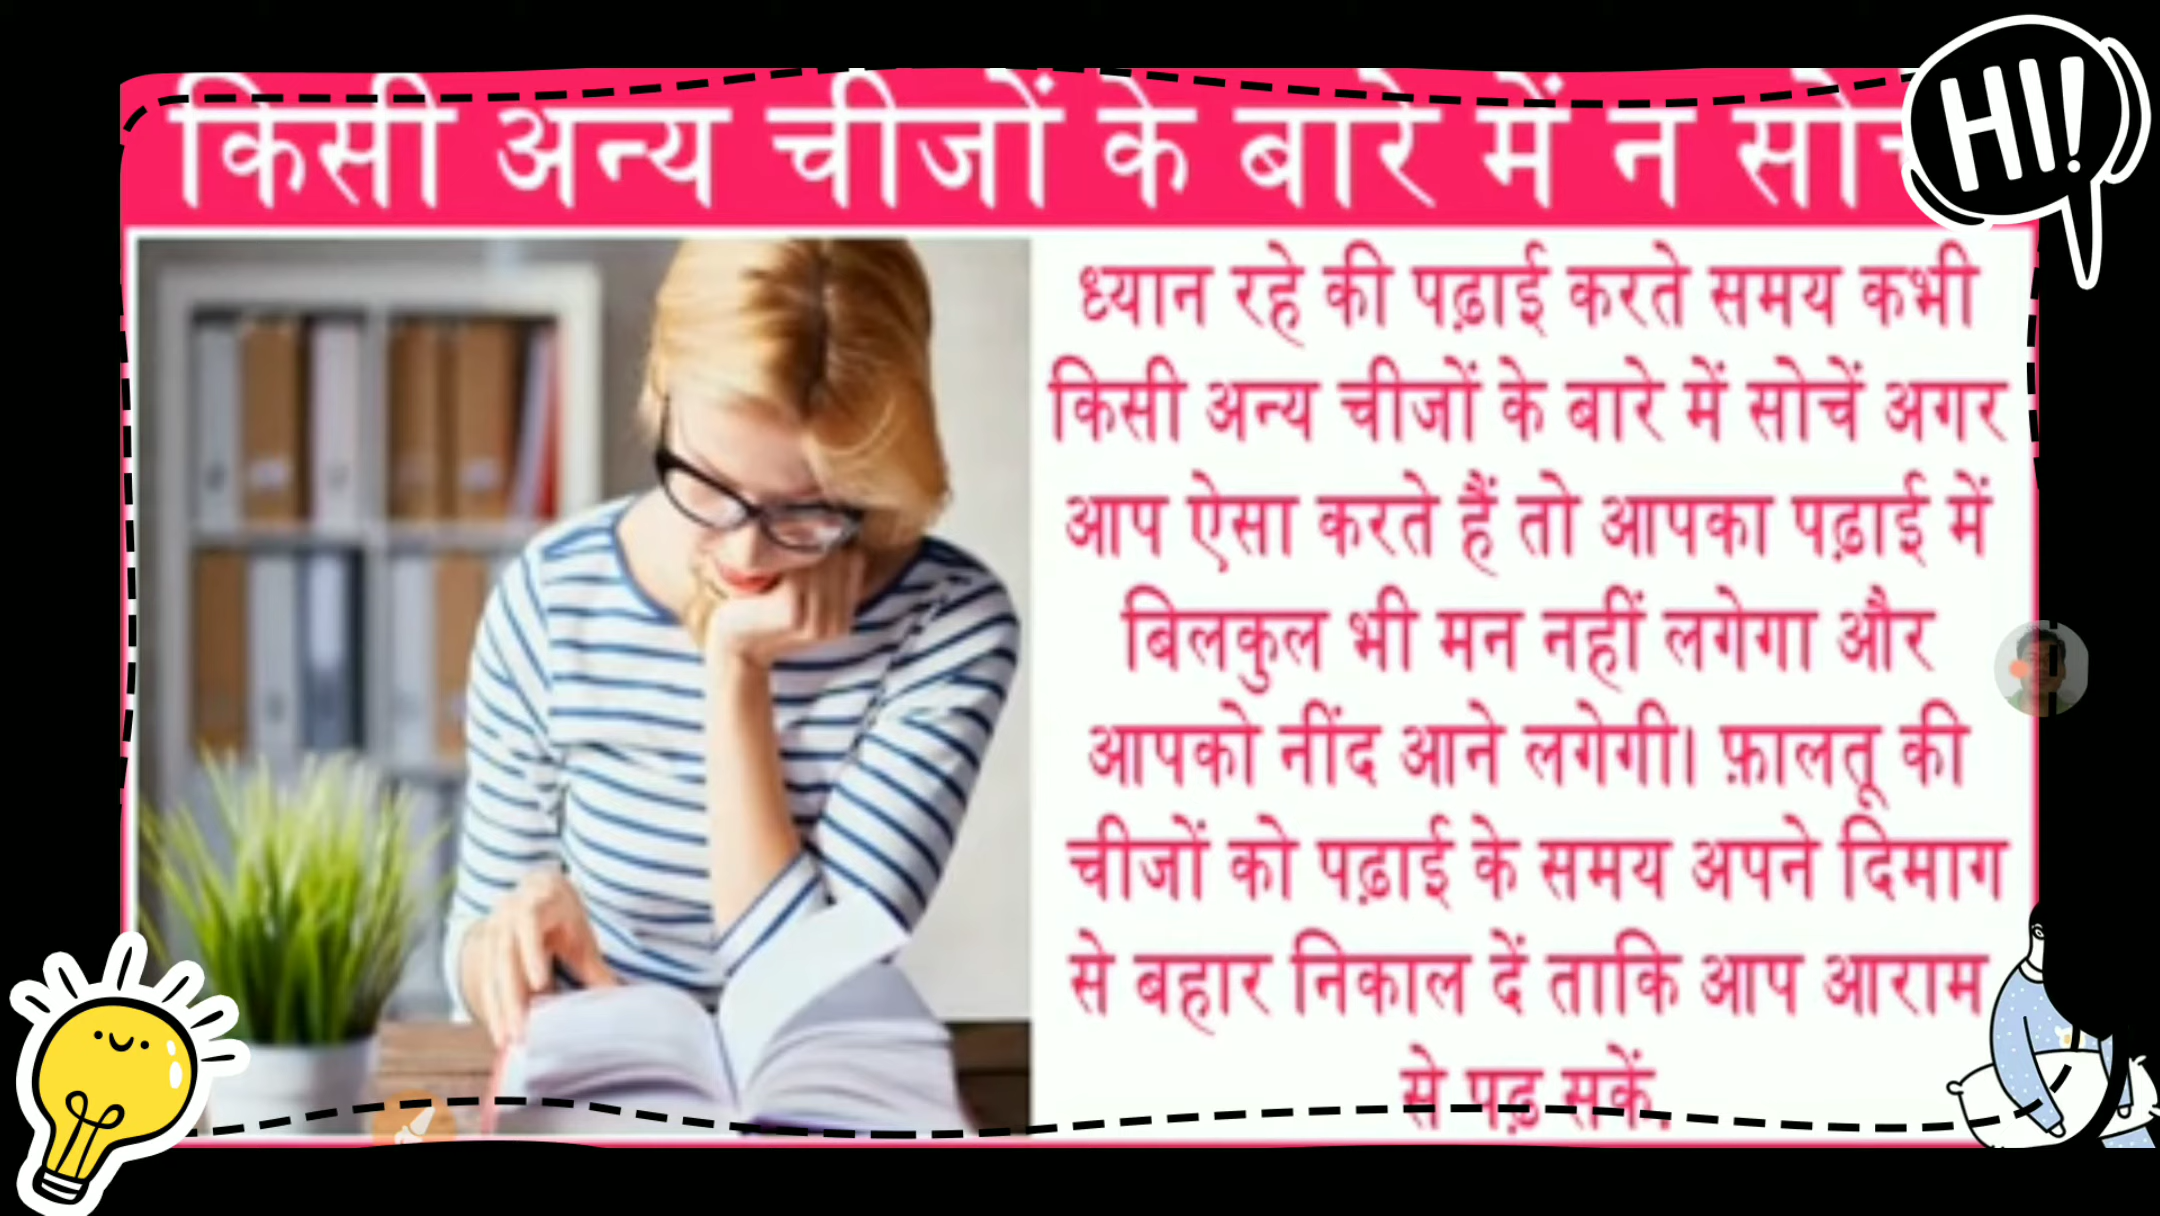 किसी अन्य चीजों के बारे में न
HI!
ध्यान रहे की पढ़ाई करते समय कभी
किसी अन्य चीजों के बारे में सोचें अगर
आप ऐसा करते हैं तो आपका पढ़ाई में
बिलकुल भी मन नहीं लगेगा और
आपको नींद आने लगेगी। फ़ालतू की
चीजों को पढ़ाई के समय अपने दिमाग
से बहार निकाल दें ताकि आप आराम
से पढ़ सकें.